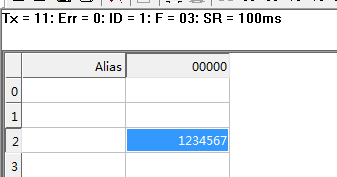 Tx = 11: Err = 0: ID = 1: F = 03: SR = 100ms
Alias 00000
0
1
2 1234567
3